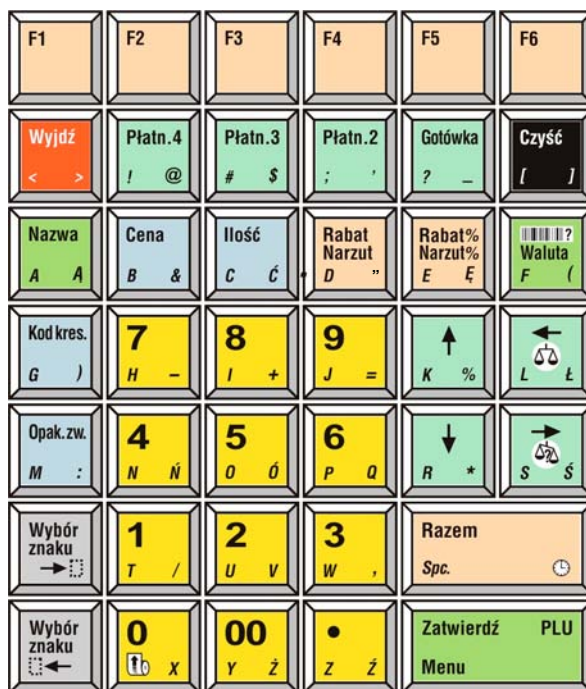 F1 F2 F3 F4 F5 F6
Wyjdź Płatn.4 Płatn.3 Płatn.2 Gotówka Czyść
< > ! @ # $ ; ' ? _ [ ]
Nazwa Cena Ilość Rabat Rabat% ?
Narzut Narzut% Waluta
A Ą B & C Ć " D " E Ę F (
Kod kres. 7 8 9 ↑ ←
G ) H – I + J = K % L Ł
Opak.zw. 4 5 6 ↓ → ?
M : N Ń O Ó P Q R * S Ś
Wybór 1 2 3 Razem
znaku
→ T / U V W , Spc.
Wybór 0 00 • Zatwierdź PLU
znaku
← X Y Ż Z Ź Menu